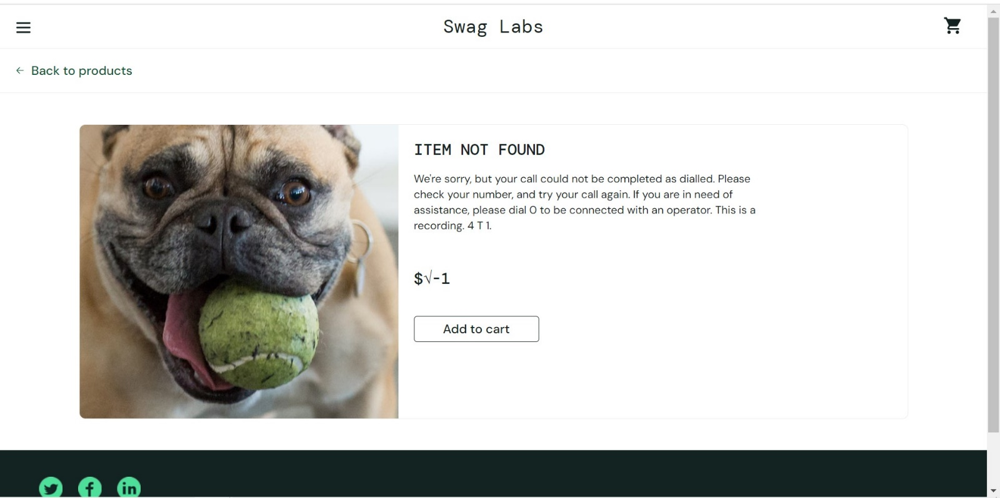 Swag Labs
Back to products
ITEM NOT FOUND
We're sorry, but your call could not be completed as dialled. Please
check your number, and try your call again. If you are in need of
assistance, please dial 0 to be connected with an operator. This is a
recording. 4 T 1.
$√-1
Add to cart